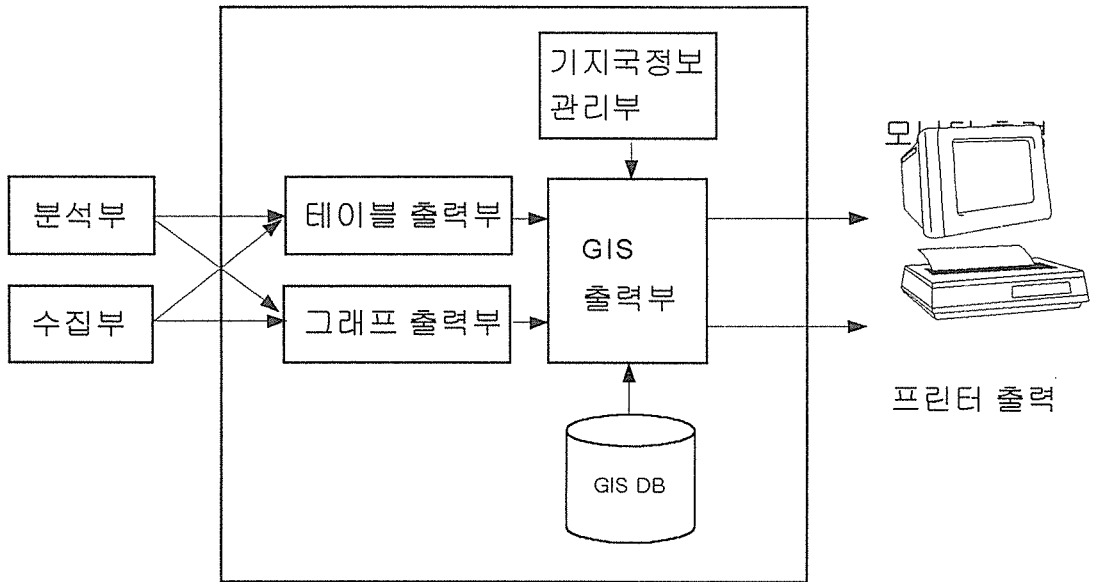 기지국정보
관리부
분석부
테이블 출력부
GIS
출력부
수집부
그래프 출력부
프린터 출력
GIS DB